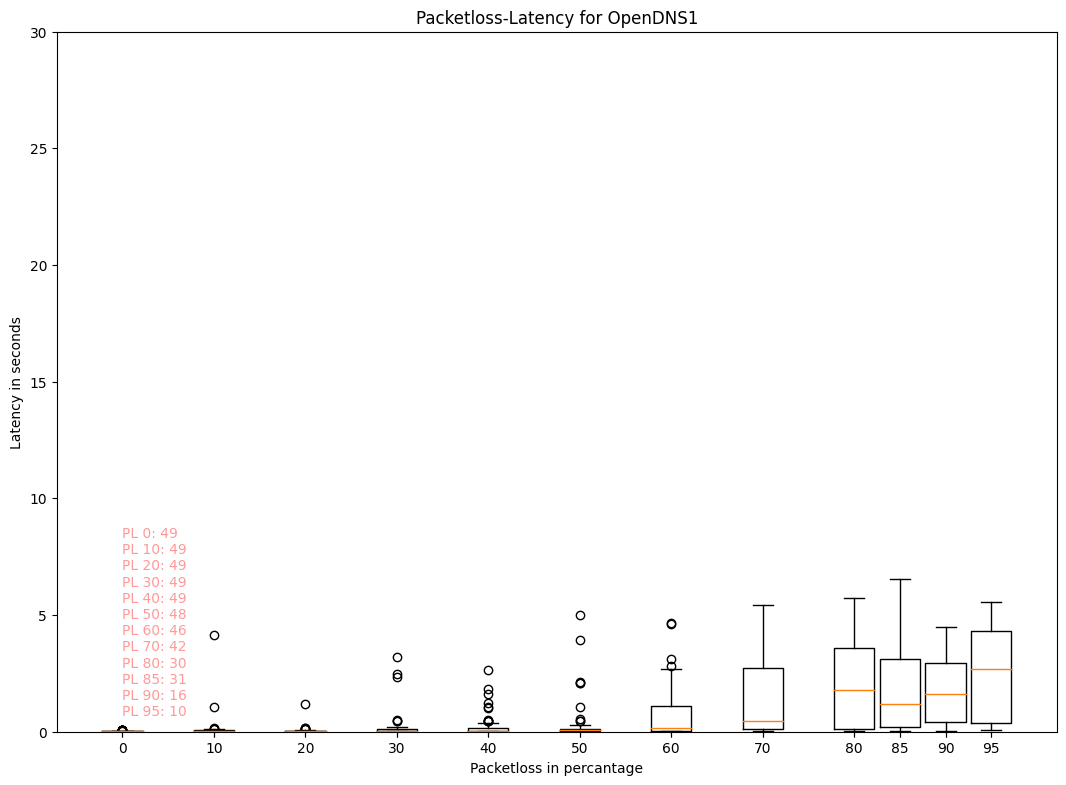 Packetloss-Latency for OpenDNS1
30
25
20
15
10
5
0
Latency in seconds
PL 0: 49
PL 10: 49
PL 20: 49
PL 30: 49
PL 40: 49
PL 50: 48
PL 60: 46
PL 70: 42
PL 80: 30
PL 85: 31
PL 90: 16
PL 95: 10
0 10 20 30 40 50 60 70 80 85 90 95
Packetloss in percantage